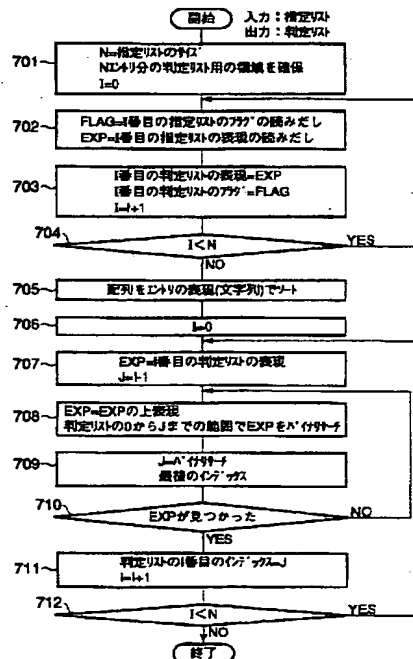 開始
入力：指定リスト
出力：判定リスト
701
N=指定リストのサイズ
Nエントリ分の判定リスト用の領域を確保
I=0
702
FLAG=I番目の指定リストのフラグの読みだし
EXP=I番目の指定リストの表現の読みだし
703
I番目の判定リストの表現=EXP
I番目の判定リストのフラグ=FLAG
I=I+1
704
I<N
YES
NO
705
配列をエントリの表現(文字列)でソート
706
I=0
707
EXP=I番目の判定リストの表現
J=I-1
708
EXP=EXPの上表現
判定リストの0からJまでの範囲でEXPをバイナリサーチ
709
J=バイナリサーチ
最後のインデックス
710
EXPが見つかった
NO
YES
711
判定リストのI番目のインデックス=J
I=I+1
712
I<N
YES
NO
終了